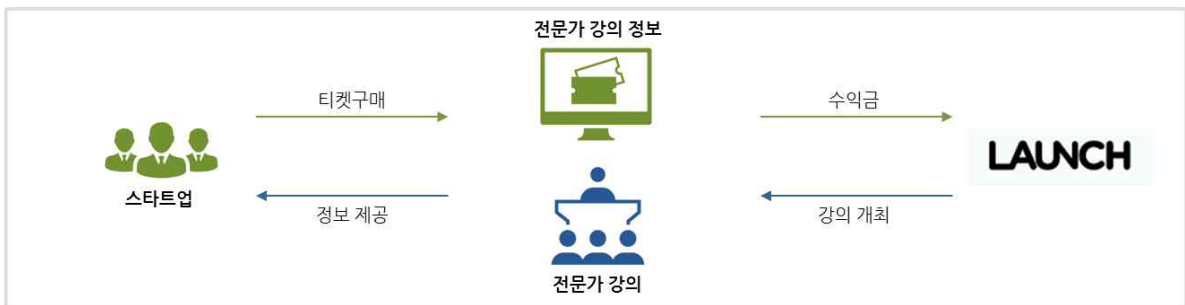 전문가 강의 정보
티켓구매
수익금
LAUNCH
스타트업
정보 제공
강의 개최
전문가 강의